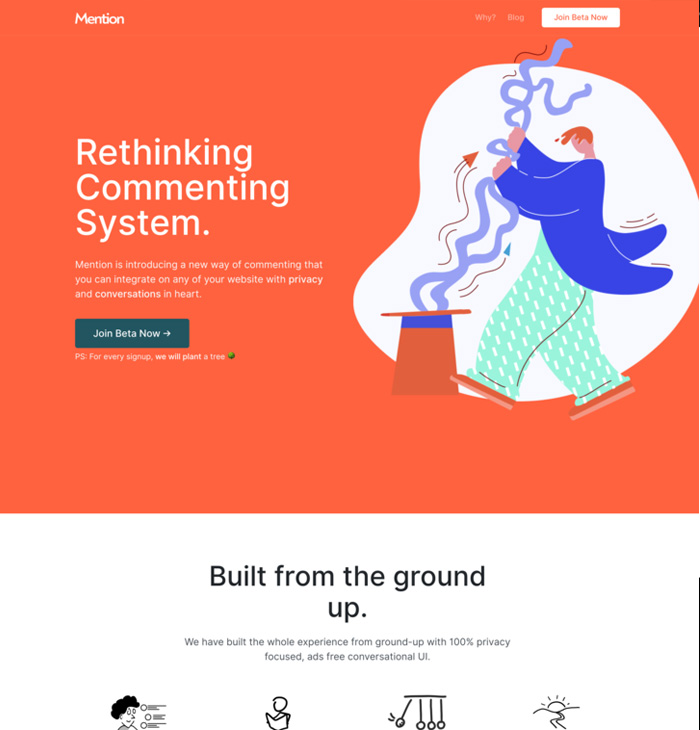 Mention
Why? Blog Join Beta Now
Rethinking
Commenting
System.
Mention is introducing a new way of commenting that
you can integrate on any of your website with privacy
and conversations in heart.
Join Beta Now →
PS: For every signup, we will plant a tree 🌳
Built from the ground
up.
We have built the whole experience from ground-up with 100% privacy
focused, ads free conversational UI.